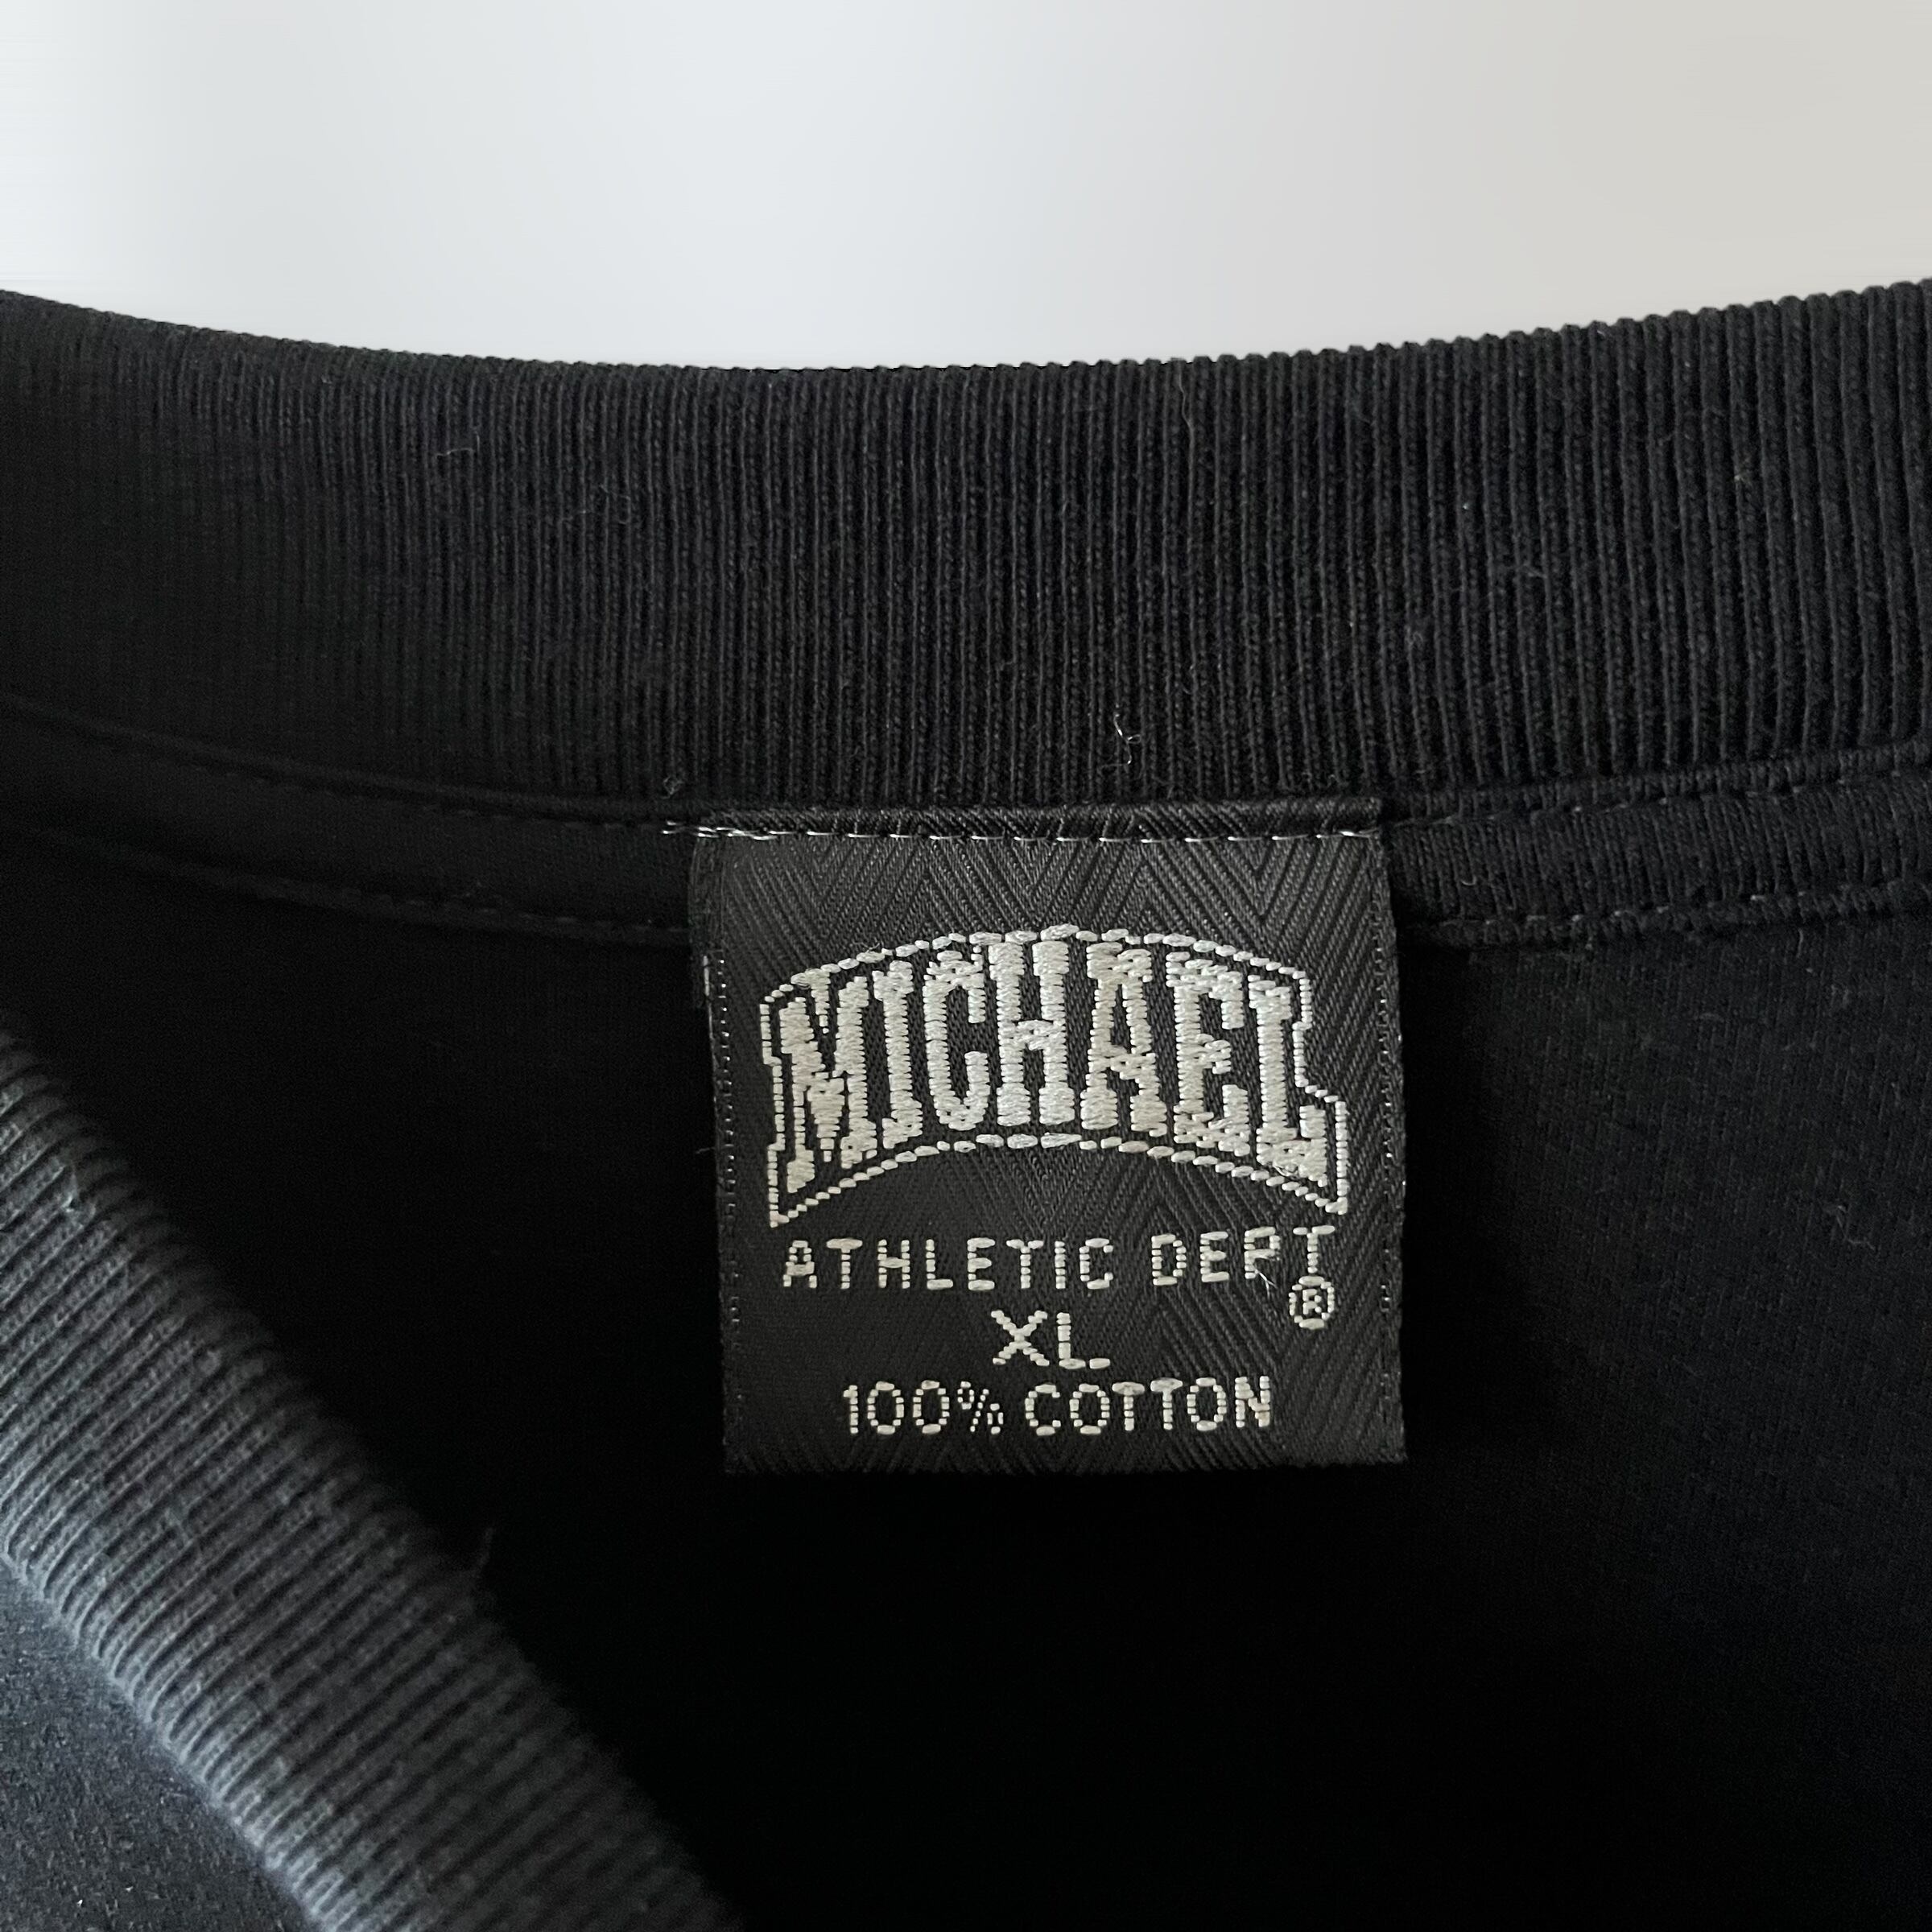 MICHAEL
ATHLETIC DEPT
®
XL
100% COTTON